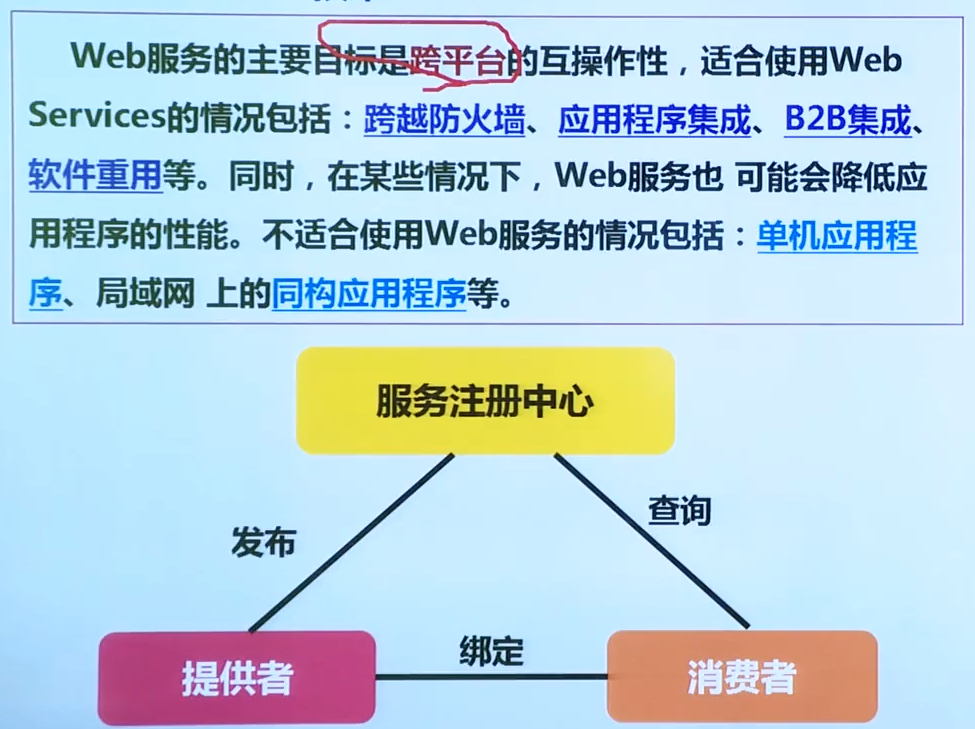 Web服务的主要目标是跨平台的互操作性，适合使用Web
Services的情况包括：跨越防火墙、应用程序集成、B2B集成、
软件重用等。同时，在某些情况下，Web服务也 可能会降低应
用程序的性能。不适合使用Web服务的情况包括：单机应用程
序、局域网 上的同构应用程序等。
服务注册中心
发布
查询
提供者
绑定
消费者